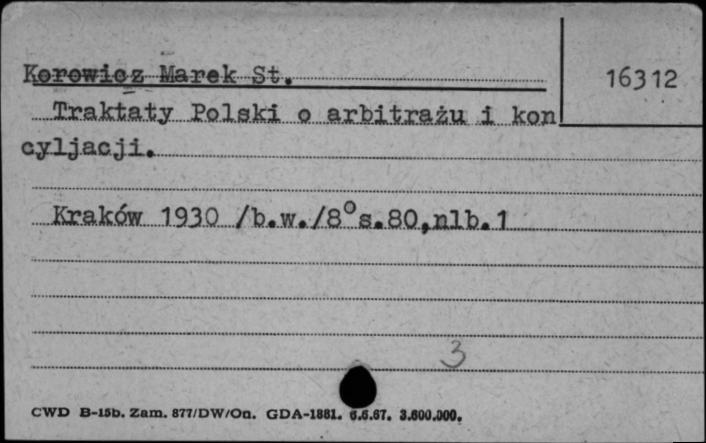 Korowicz Marek St.
16312
Traktaty Polski o arbitrażu i kon
cyljacji.
Kraków 1930 /b.w./8° s.80,nlb.1
3
CWD B-15b. Zam. 877/DW/Oa. GDA-1881. 6.6.67. 3.600.000.